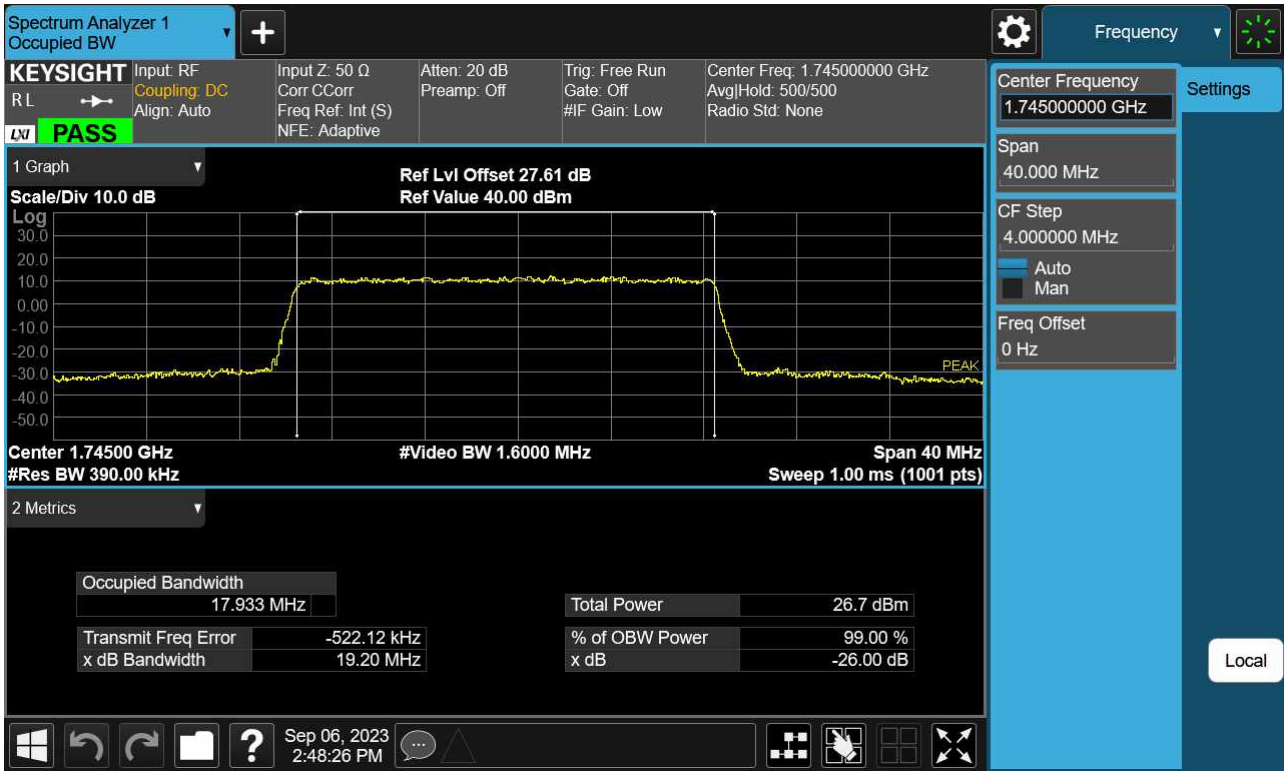 Spectrum Analyzer 1
Occupied BW
Frequency
KEYSIGHT
R L
LXI
PASS
Input: RF
Coupling: DC
Align: Auto
Input Z: 50 Ω
Corr CCorr
Freq Ref: Int (S)
NFE: Adaptive
Atten: 20 dB
Preamp: Off
Trig: Free Run
Gate: Off
#IF Gain: Low
Center Freq: 1.745000000 GHz
Avg|Hold: 500/500
Radio Std: None
Center Frequency
1.745000000 GHz
Settings
Span
40.000 MHz
CF Step
4.000000 MHz
Auto
Man
Freq Offset
0 Hz
Local
1 Graph
Scale/Div 10.0 dB
Ref Lvl Offset 27.61 dB
Ref Value 40.00 dBm
Log
30.0
20.0
10.0
0.00
-10.0
-20.0
-30.0
-40.0
-50.0
PEAK
Center 1.74500 GHz
#Video BW 1.6000 MHz
Span 40 MHz
#Res BW 390.00 kHz
Sweep 1.00 ms (1001 pts)
2 Metrics
Occupied Bandwidth
17.933 MHz
Total Power 26.7 dBm
Transmit Freq Error -522.12 kHz
% of OBW Power 99.00 %
x dB Bandwidth 19.20 MHz
x dB -26.00 dB
?
Sep 06, 2023
2:48:26 PM